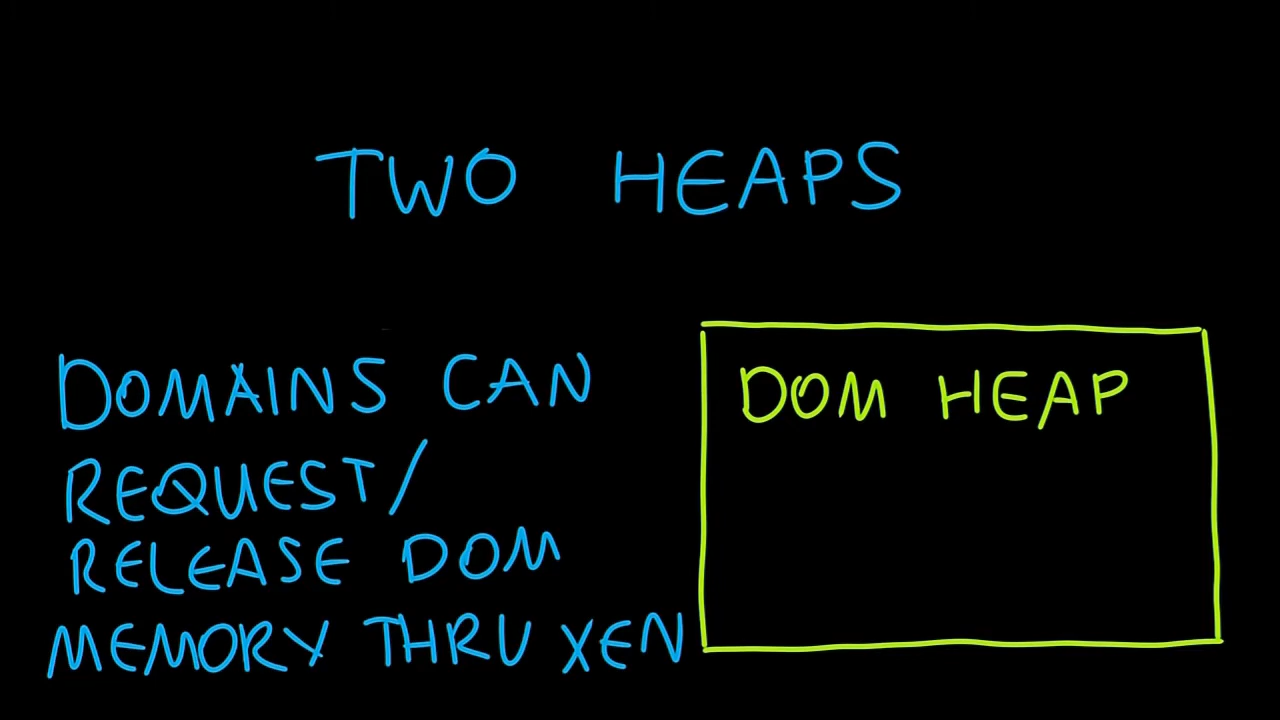 TWO HEAPS
DOMAINS CAN
REQUEST/
RELEASE DOM
MEMORY THRU XEN
DOM HEAP